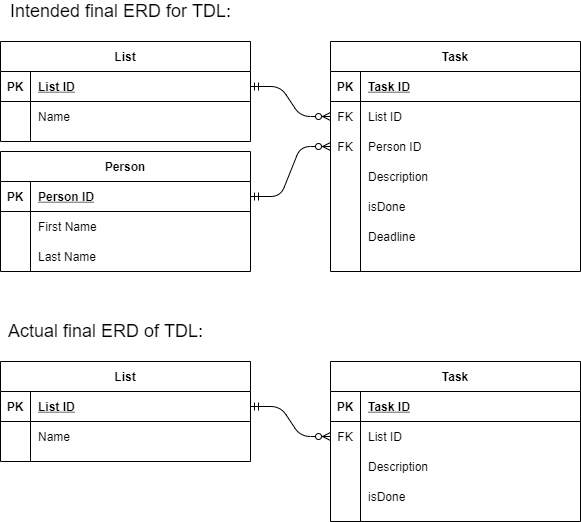 Intended final ERD for TDL:
List
PK List ID
Name
Person
PK Person ID
First Name
Last Name
Task
PK Task ID
FK List ID
FK Person ID
Description
isDone
Deadline
Actual final ERD of TDL:
List
PK List ID
Name
Task
PK Task ID
FK List ID
Description
isDone